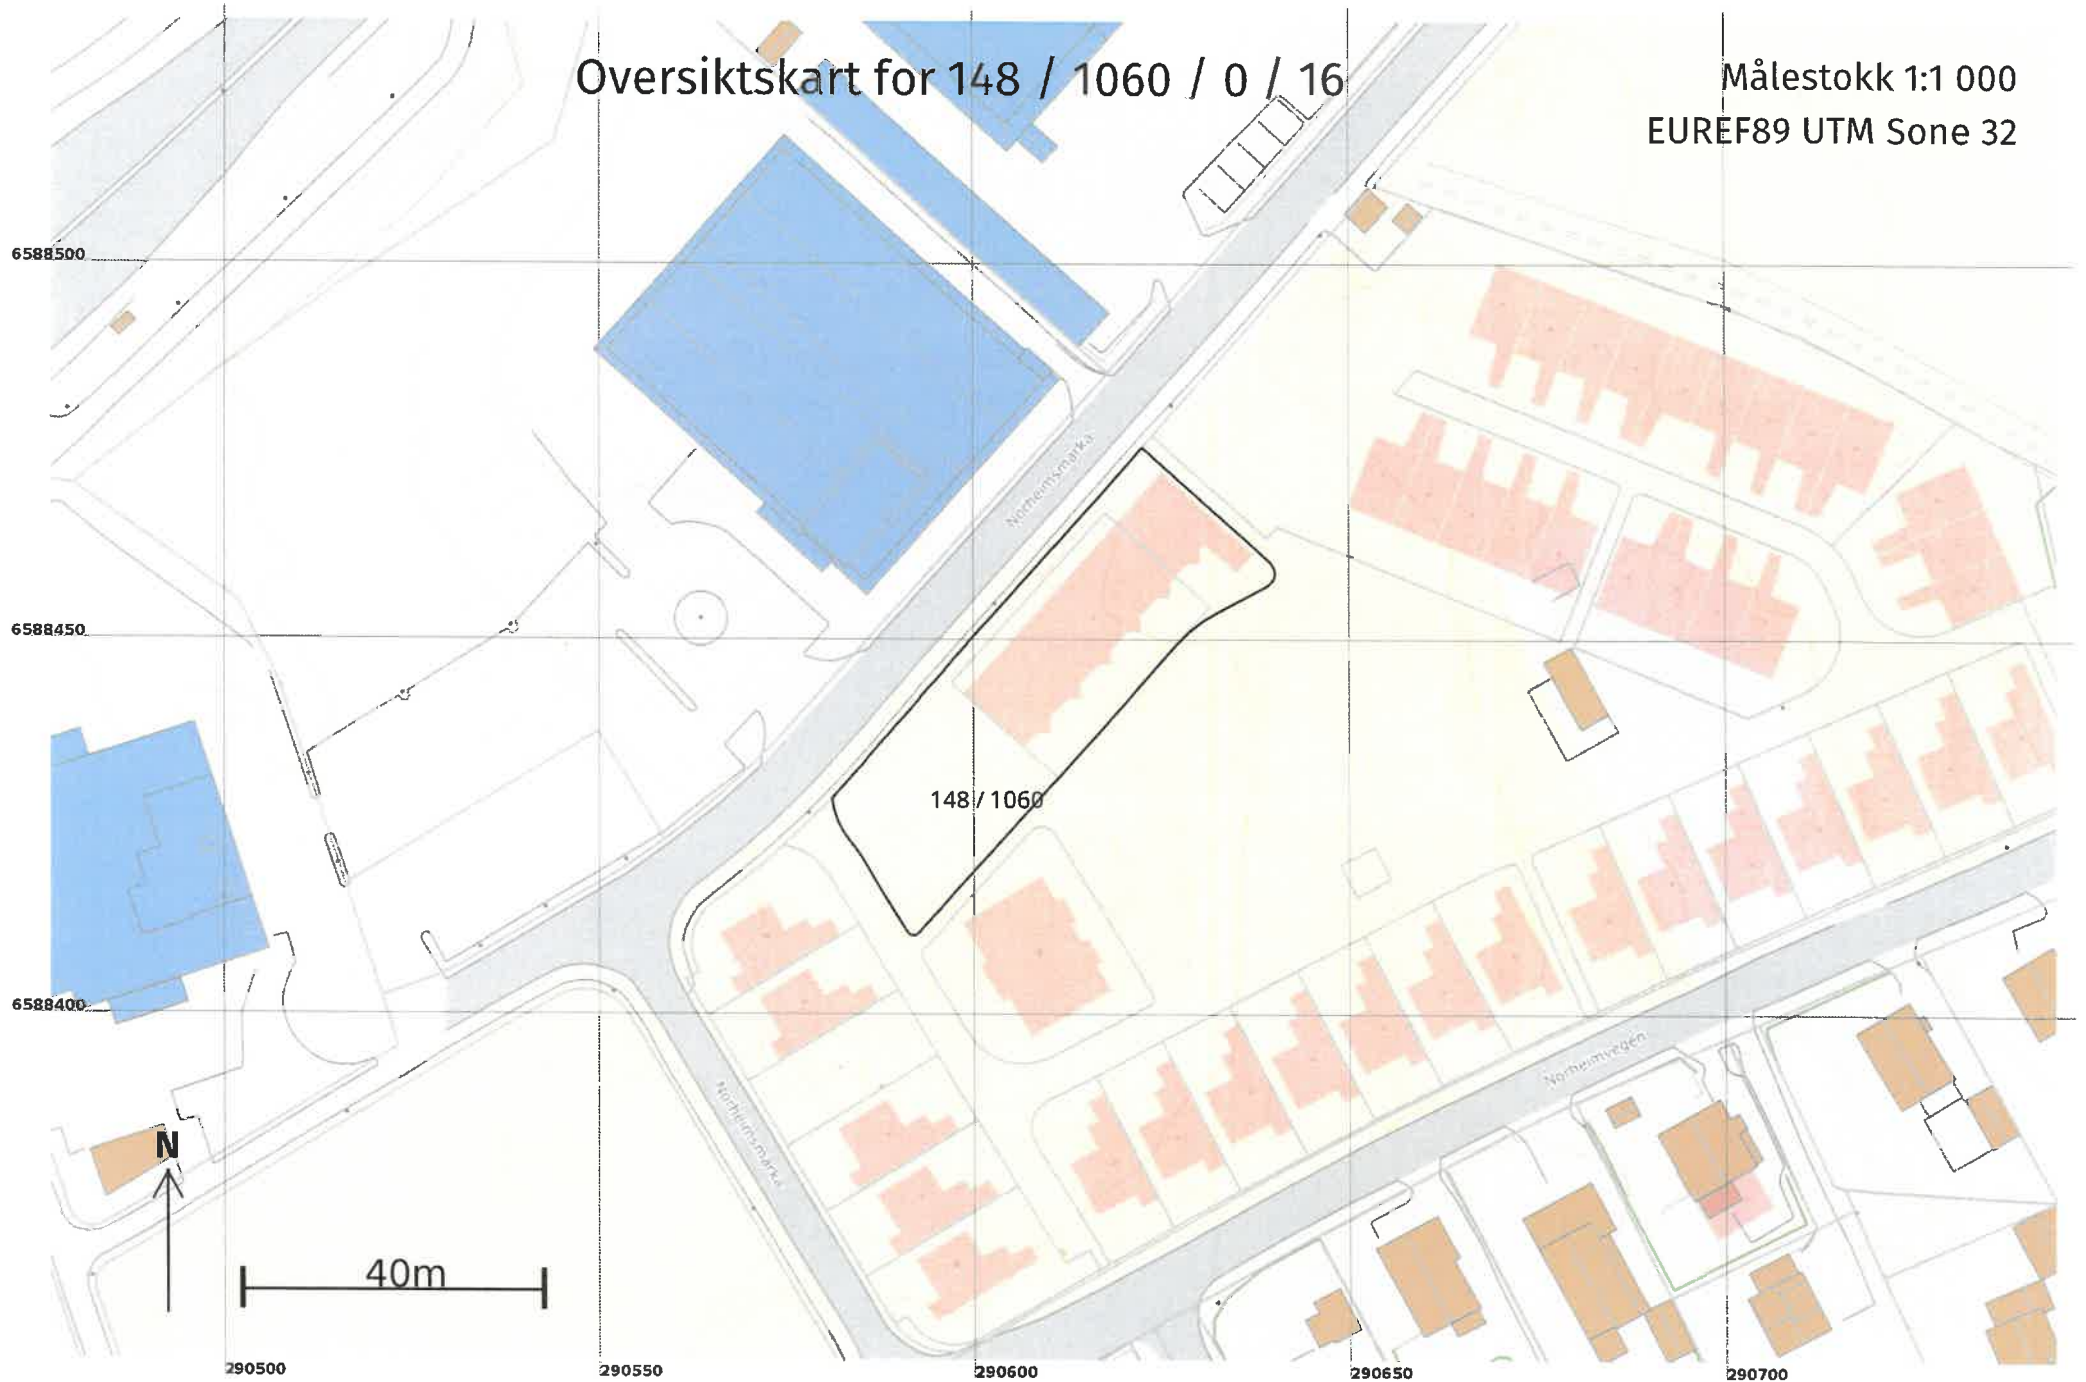 Oversiktskart for 148 / 1060 / 0 / 16
Målestokk 1:1 000
EUREF89 UTM Sone 32
6588500
Norheimsmarka
6588450
148 / 1060
6588400
Norheimvegen
Norheimsmarka
N
40m
290500
290550
290600
290650
290700